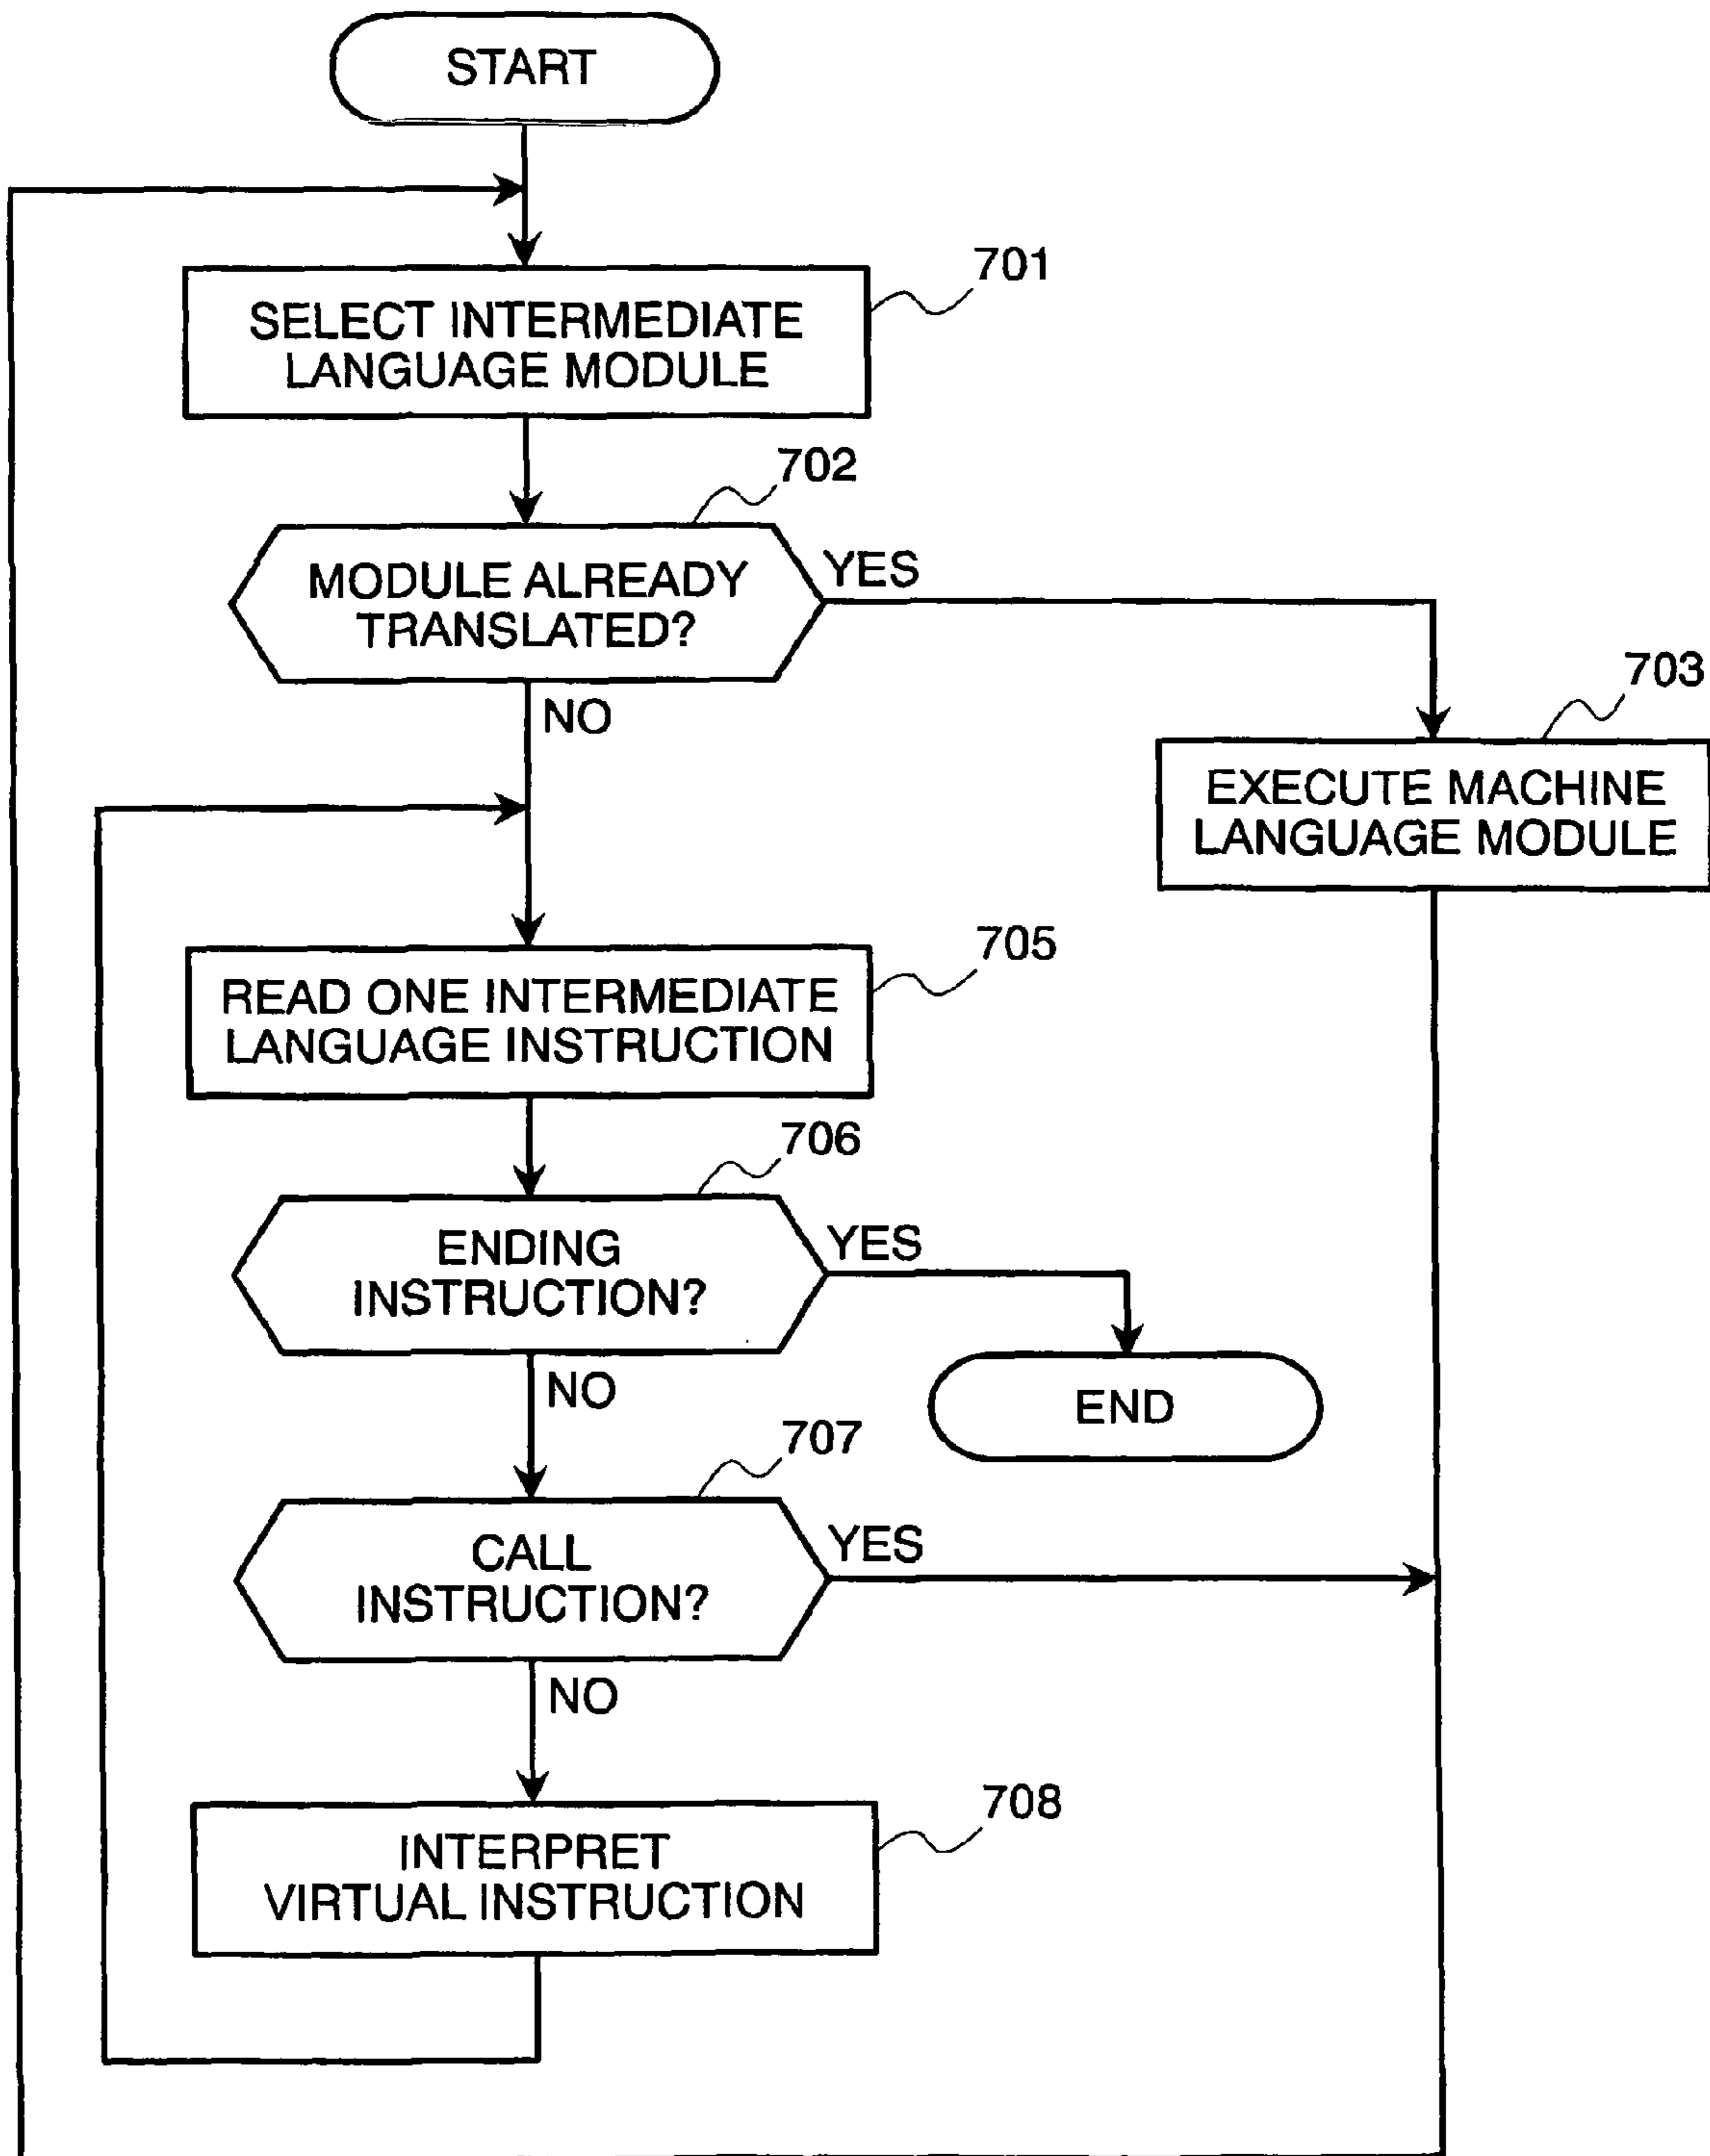 START
701
SELECT INTERMEDIATE
LANGUAGE MODULE
702
MODULE ALREADY
TRANSLATED?
YES
NO
703
EXECUTE MACHINE
LANGUAGE MODULE
705
READ ONE INTERMEDIATE
LANGUAGE INSTRUCTION
706
ENDING
INSTRUCTION?
YES
NO
END
707
CALL
INSTRUCTION?
YES
NO
708
INTERPRET
VIRTUAL INSTRUCTION